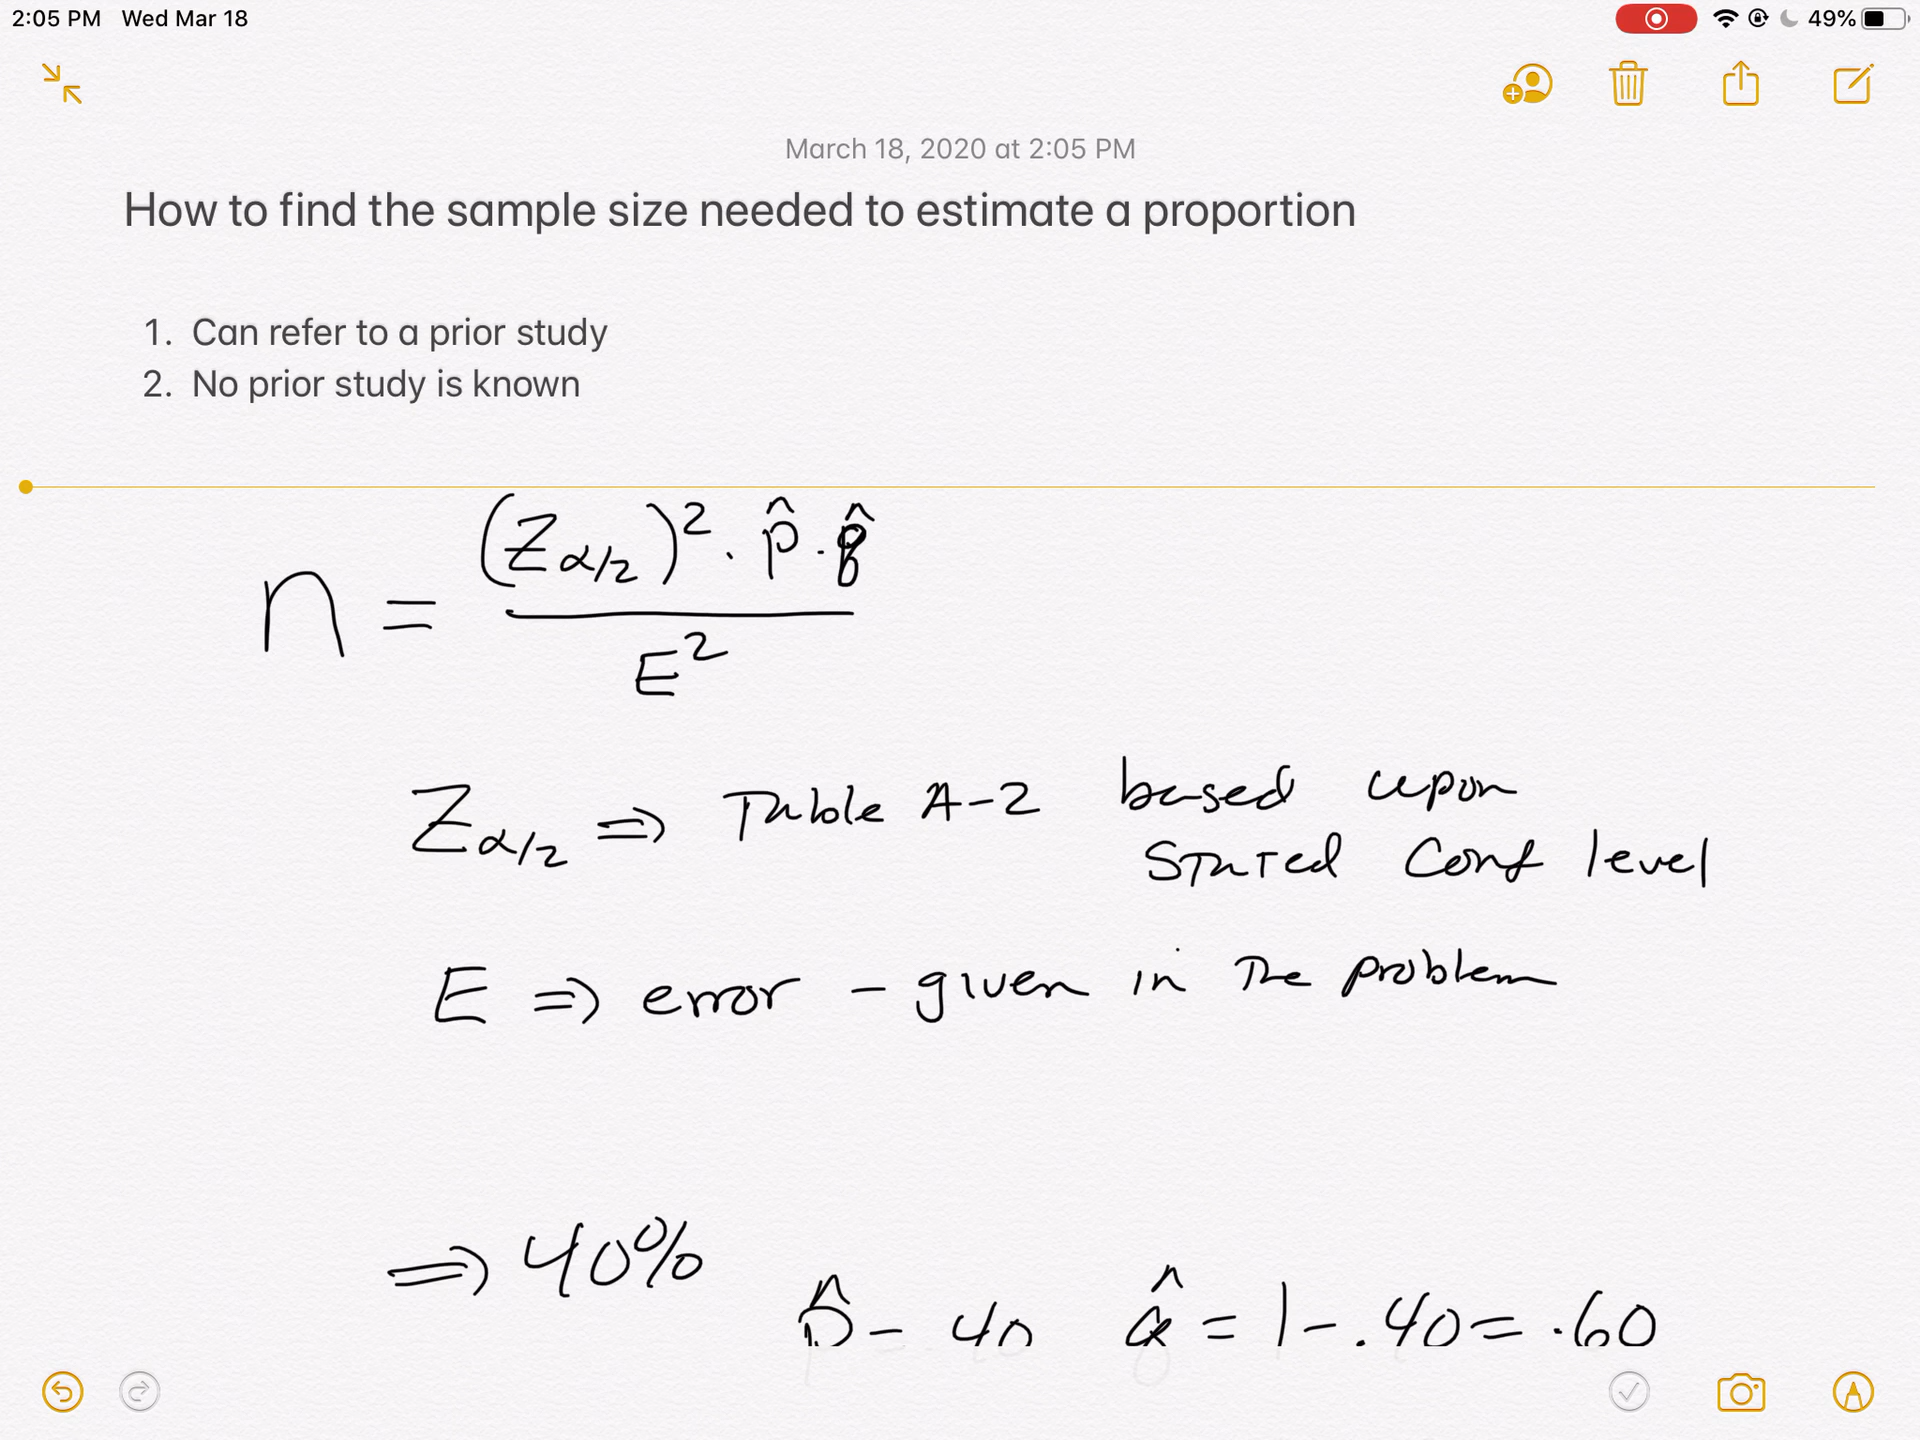 2:05 PM Wed Mar 18 49%
March 18, 2020 at 2:05 PM
How to find the sample size needed to estimate a proportion
1. Can refer to a prior study
2. No prior study is known
n = (Zα/2)² · p̂ · q̂
E²
Zα/2 ⇒ Table A-2 based upon
Stated Conf level
E ⇒ error – given in The problem
⇒ 40%
p̂ = .40 q̂ = 1 - .40 = .60